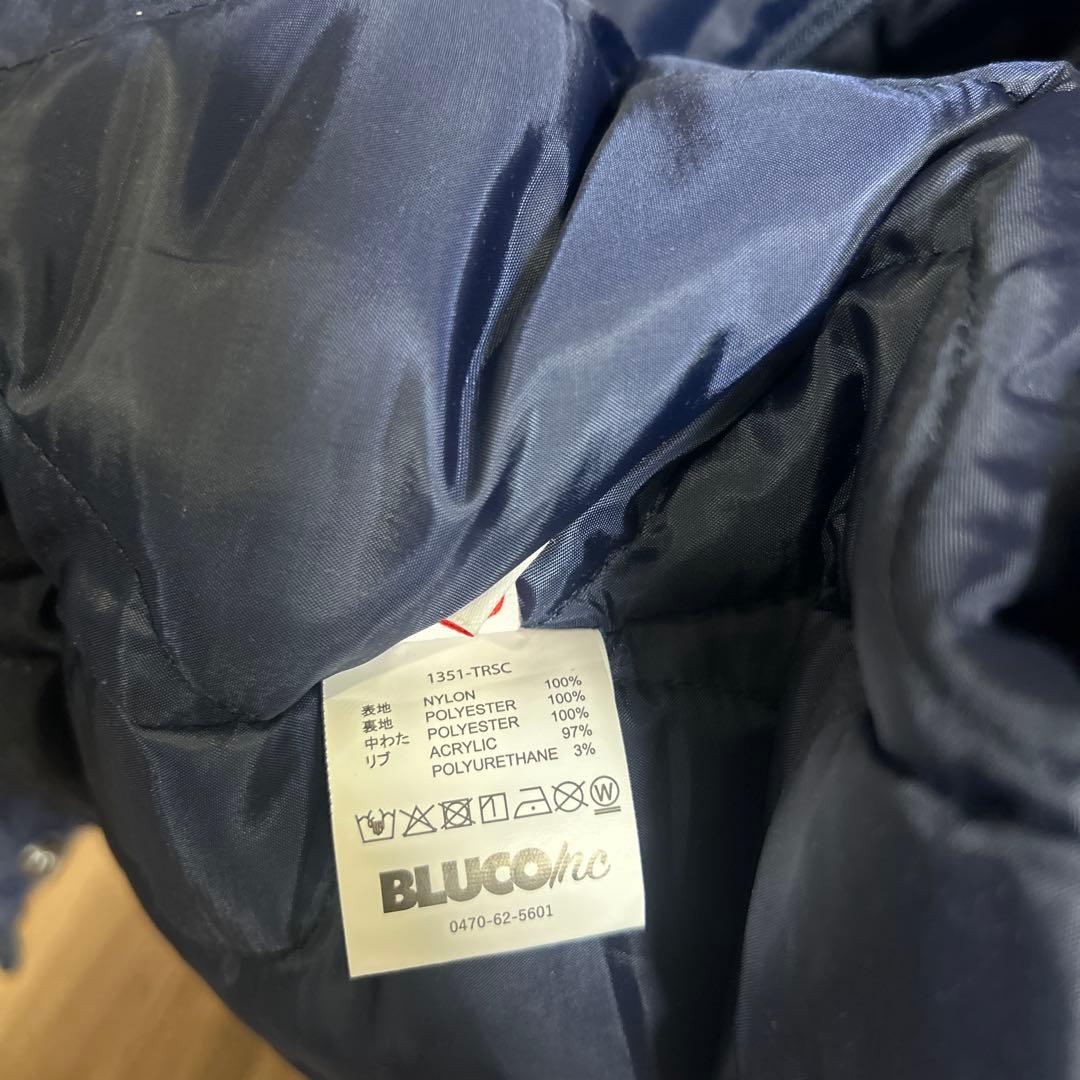 1351-TRSC
表地 NYLON 100%
裏地 POLYESTER 100%
中わた POLYESTER 100%
リブ ACRYLIC 97%
POLYURETHANE 3%
W
BLUCO Inc
0470-62-5601